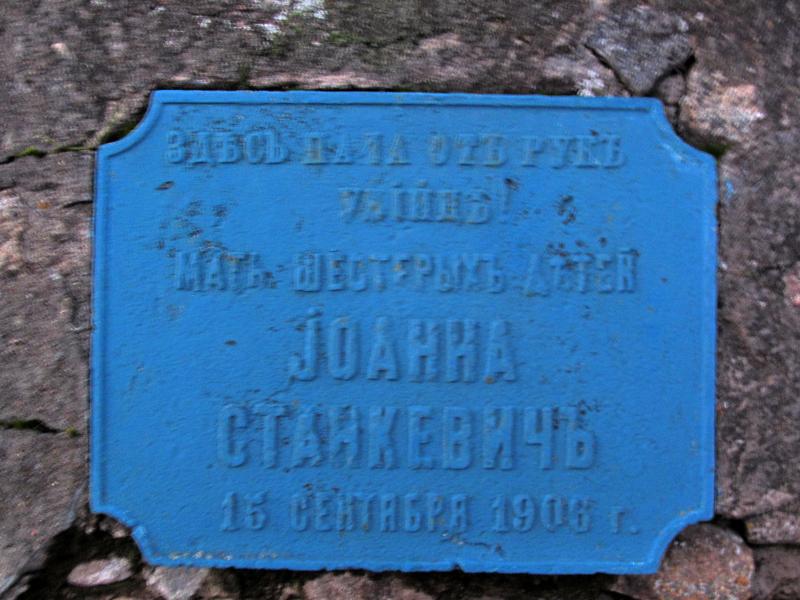 ЗДѢСЬ ПАЛА ОТЪ РУКЪ
УБІЙЦЪ!
МАТЬ ШЕСТЕРЫХЪ ДѢТЕЙ
ІОАННА
СТАНКЕВИЧЪ
15 СЕНТЯБРЯ 1906 г.